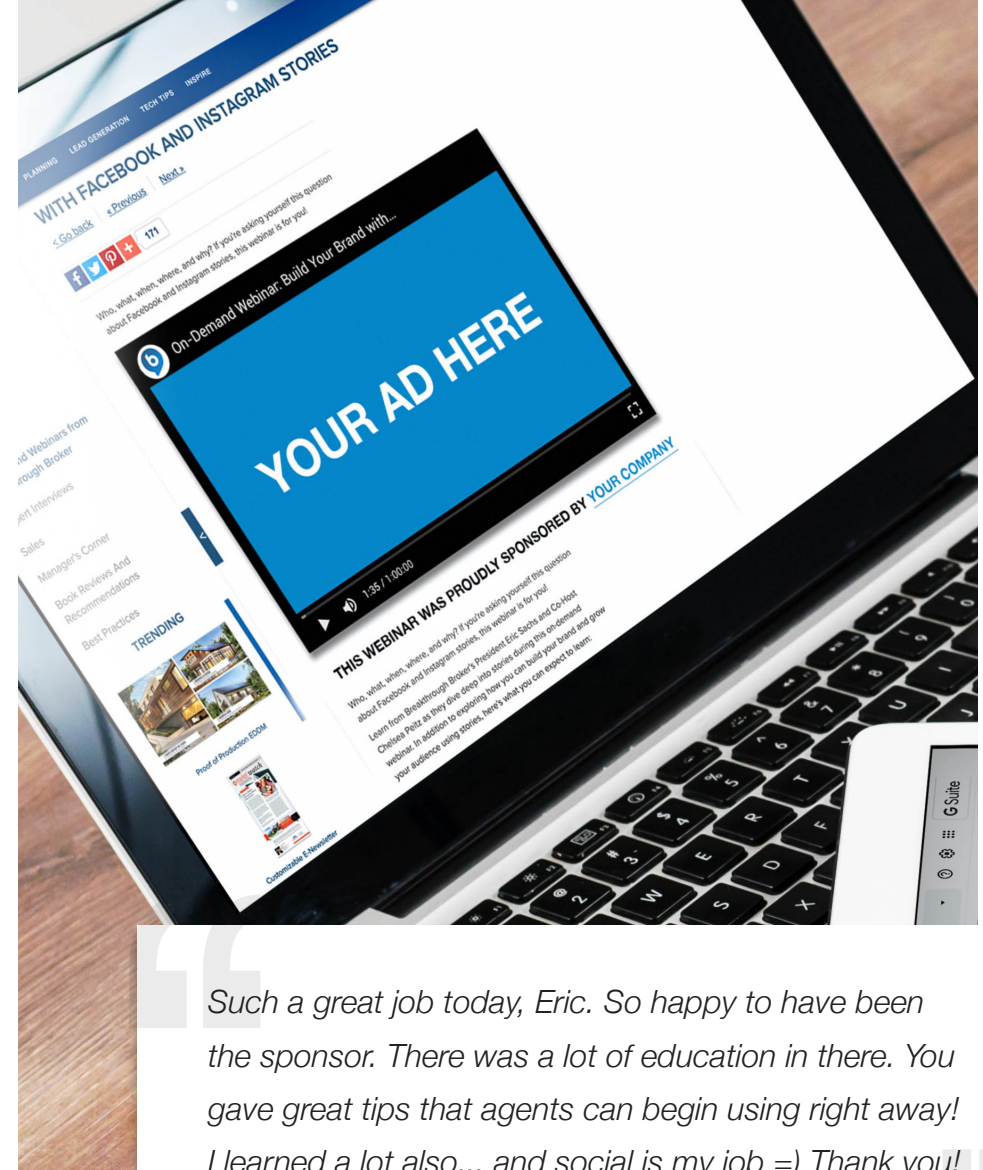 PLANNING LEAD GENERATION TECH TIPS INSPIRE
WITH FACEBOOK AND INSTAGRAM STORIES
< Go back < Previous Next >
171
Who, what, when, where, and why? If you're asking yourself this question
about Facebook and Instagram stories, this webinar is for you!
On-Demand Webinar: Build Your Brand with...
YOUR AD HERE
1:35 / 1:00:00
THIS WEBINAR WAS PROUDLY SPONSORED BY YOUR COMPANY
Who, what, when, where, and why? If you're asking yourself this question
about Facebook and Instagram stories, this webinar is for you!
Learn from Breakthrough Broker's President Eric Sachs and Co-Host
Chelsea Peitz as they dive deep into stories during this on-demand
webinar. In addition to exploring how you can build your brand and grow
your audience using stories, here's what you can expect to learn:
Webinars from
Broker
Interviews
Sales
Manager's Corner
Book Reviews And
Recommendations
Best Practices
TRENDING
Proof of Production EDDM
Customizable E-Newsletter
G Suite
“
Such a great job today, Eric. So happy to have been
the sponsor. There was a lot of education in there. You
gave great tips that agents can begin using right away!
I learned a lot also... and social is my job =) Thank you!